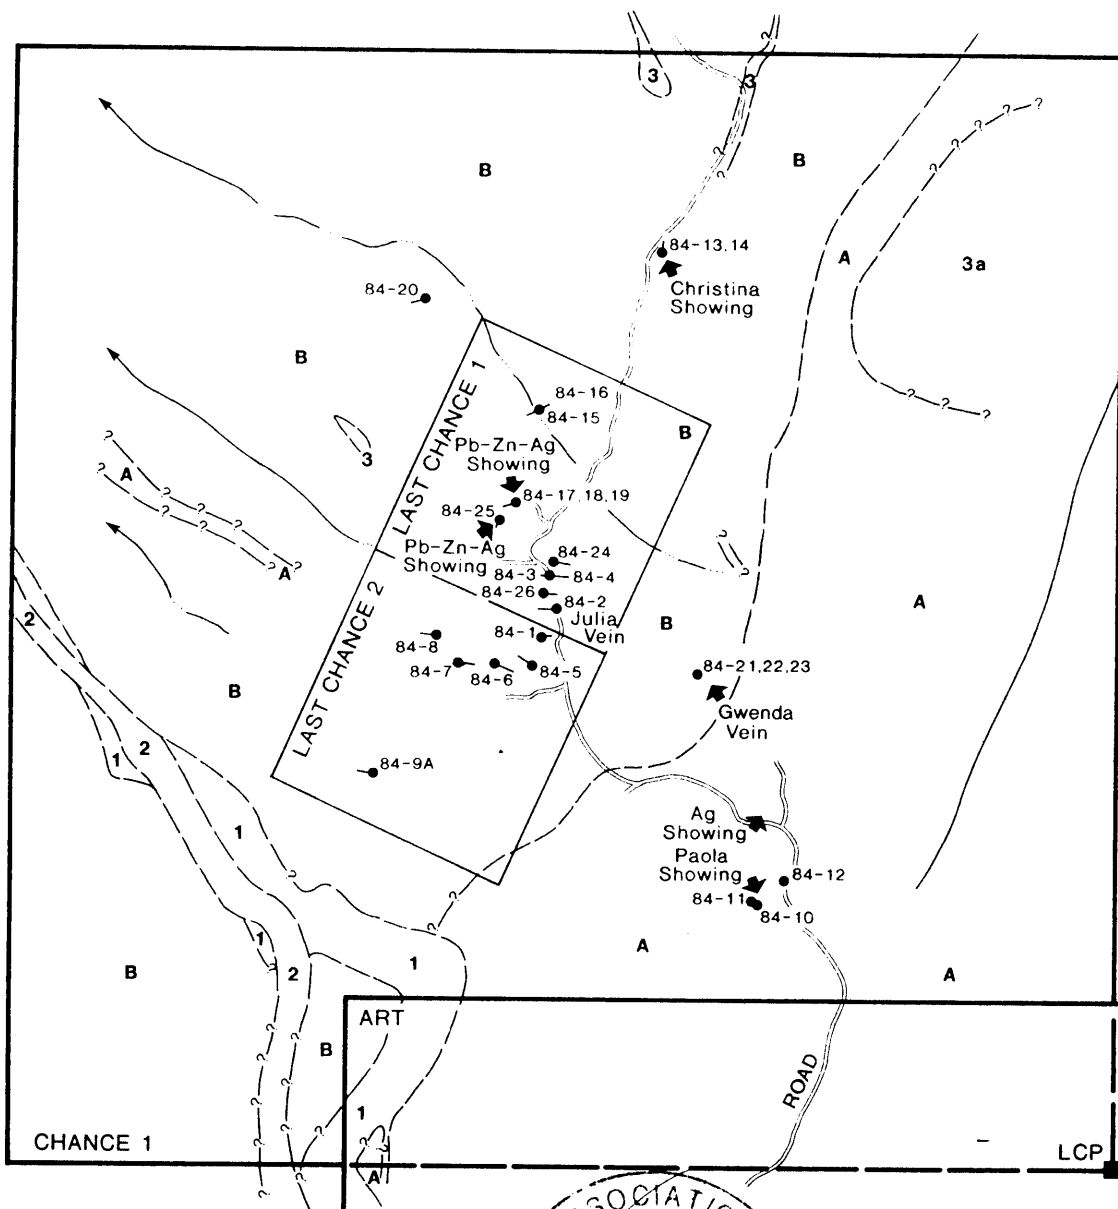 3
3
?
B
B
?
?
?
?
?
?
?
A
3a
84-13,14
Christina
Showing
84-20
B
LAST CHANCE 1
84-16
84-15
B
? ? ?
3
Pb-Zn-Ag
Showing
84-17,18,19
84-25
Pb-Zn-Ag
Showing
84-24
84-3
84-4
84-26
84-2
Julia
Vein
?
A
? ? ?
?
? ?
A ?
?
?
A
2
B
84-1
84-8
84-7
84-6
84-5
84-21,22,23
Gwenda
Vein
LAST CHANCE 2
B
2
1
84-9A
1
Ag
Showing
Paola
Showing
84-12
84-11
84-10
?
?
?
1
?
B
2
1
A
A
ART
B
?
?
?
?
?
?
?
1
?
?
A
ROAD
CHANCE 1
LCP
SOCIATIO